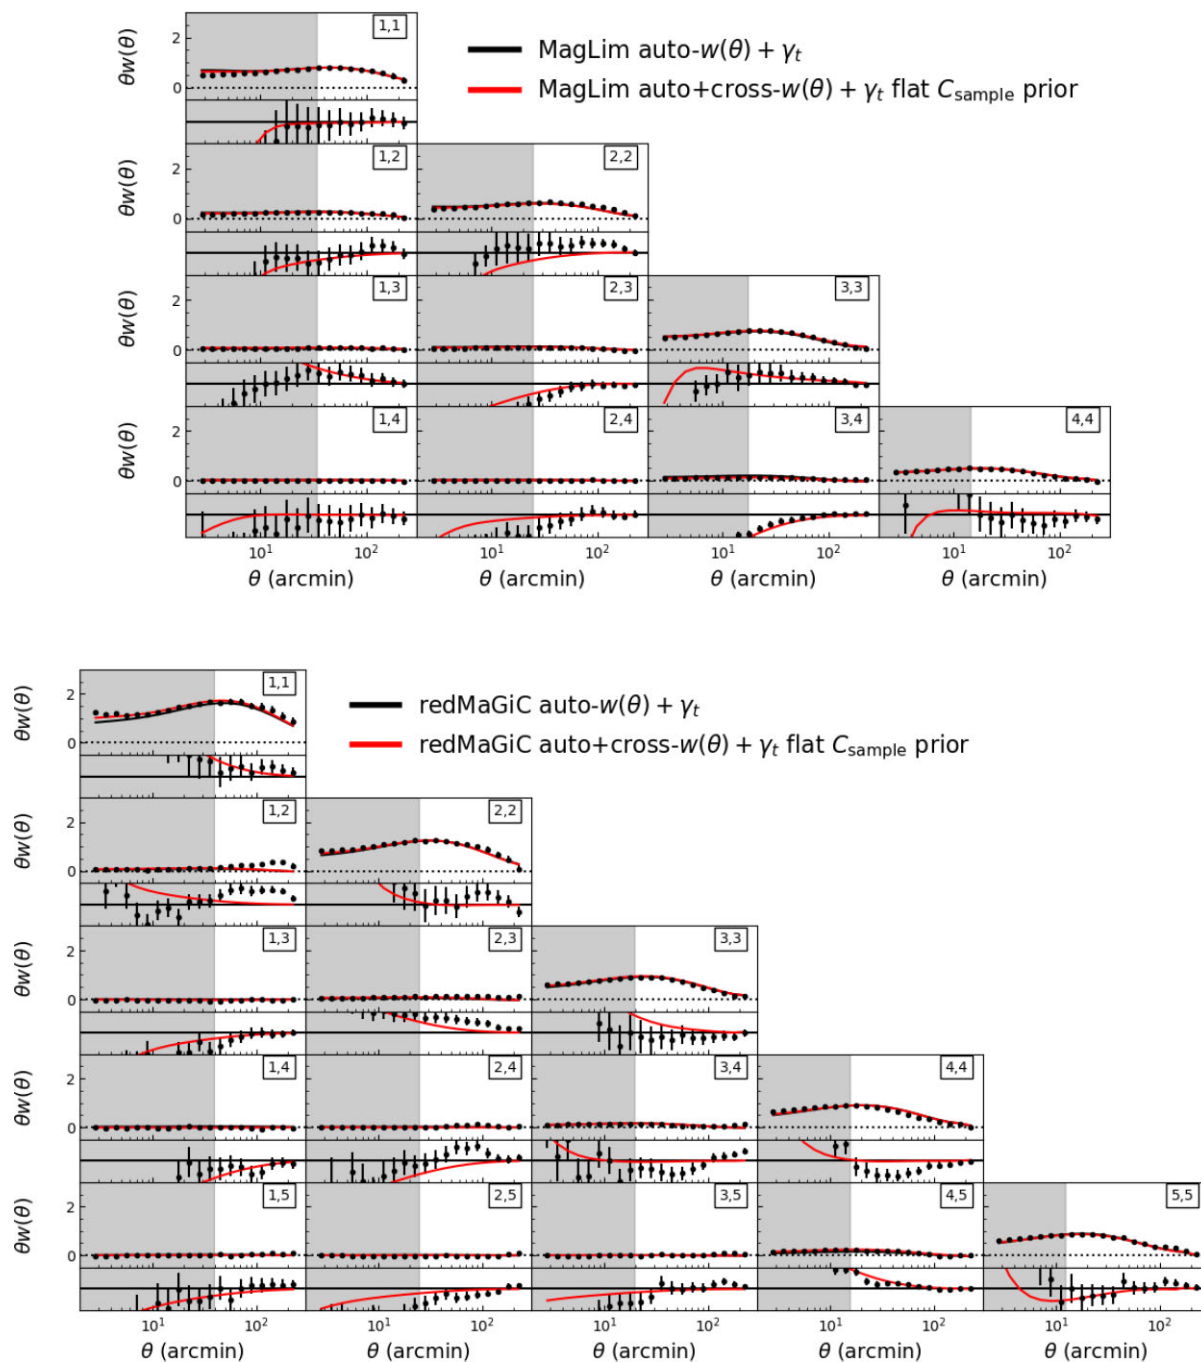 1,1
2
0
θw(θ)
MagLim auto-w(θ) + γt
MagLim auto+cross-w(θ) + γt flat Csample prior
1,2
2,2
2
0
θw(θ)
1,3
2,3
3,3
2
0
θw(θ)
1,4
2,4
3,4
4,4
2
0
θw(θ)
10¹ 10² 10¹ 10² 10¹ 10² 10¹ 10²
θ (arcmin) θ (arcmin) θ (arcmin) θ (arcmin)
1,1
2
0
θw(θ)
redMaGiC auto-w(θ) + γt
redMaGiC auto+cross-w(θ) + γt flat Csample prior
1,2
2,2
2
0
θw(θ)
1,3
2,3
3,3
2
0
θw(θ)
1,4
2,4
3,4
4,4
2
0
θw(θ)
1,5
2,5
3,5
4,5
5,5
2
0
θw(θ)
10¹ 10² 10¹ 10² 10¹ 10² 10¹ 10² 10¹ 10²
θ (arcmin) θ (arcmin) θ (arcmin) θ (arcmin) θ (arcmin)